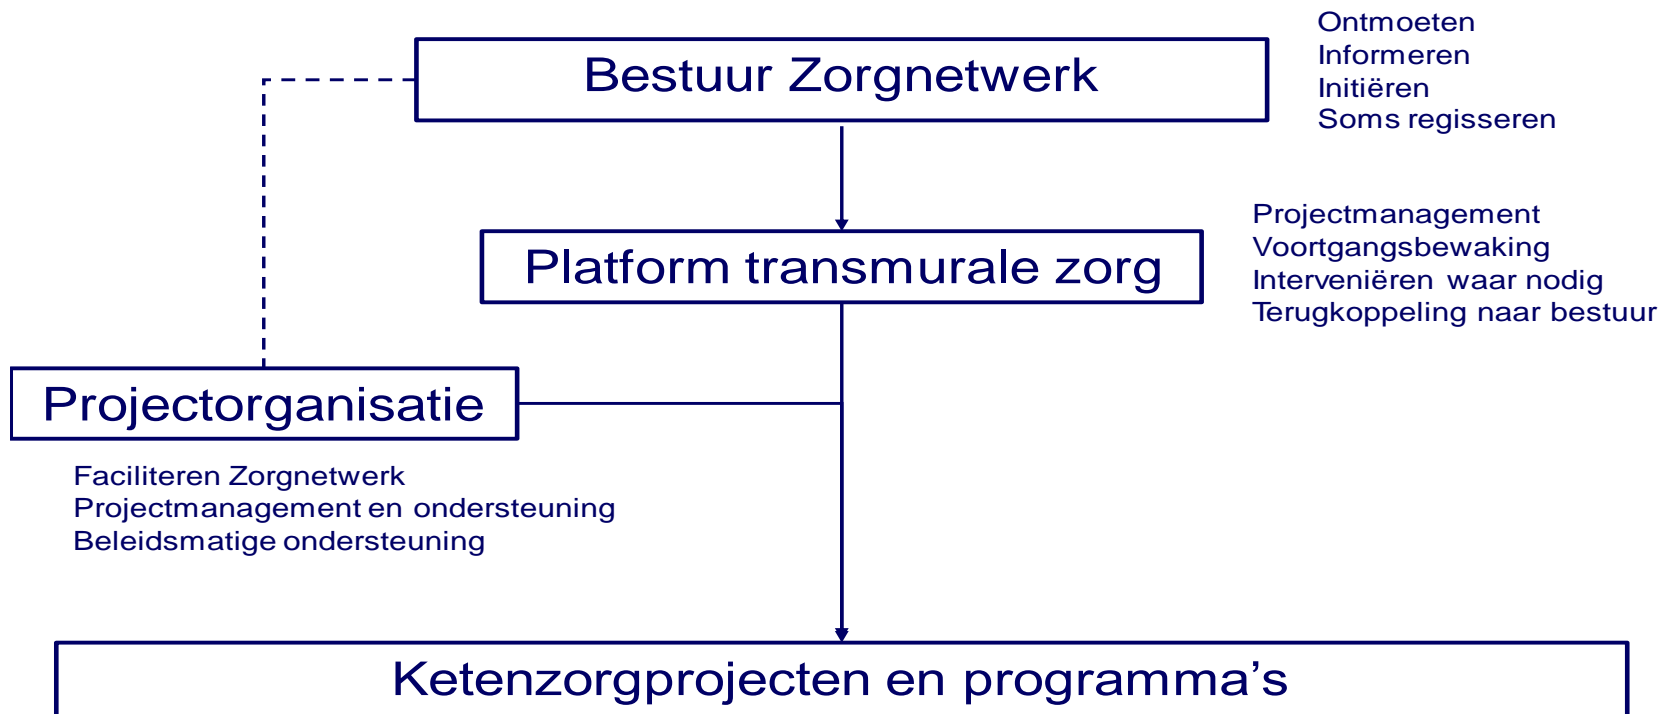 Ontmoeten
Informeren
Initiëren
Soms regisseren
Bestuur Zorgnetwerk
Projectmanagement
Voortgangsbewaking
Interveniëren waar nodig
Terugkoppeling naar bestuur
Platform transmurale zorg
Projectorganisatie
Faciliteren Zorgnetwerk
Projectmanagement en ondersteuning
Beleidsmatige ondersteuning
Ketenzorgprojecten en programma’s